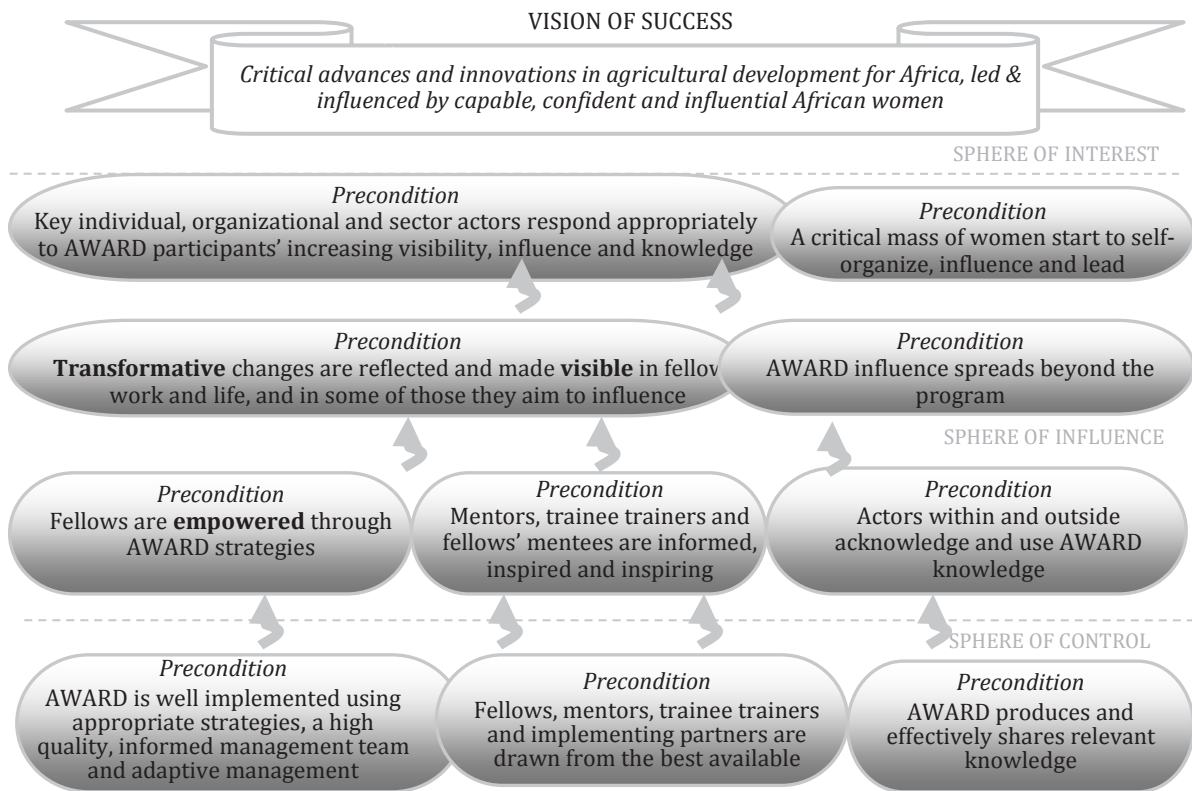 VISION OF SUCCESS
Critical advances and innovations in agricultural development for Africa, led &
influenced by capable, confident and influential African women
SPHERE OF INTEREST
Precondition
Key individual, organizational and sector actors respond appropriately
to AWARD participants’ increasing visibility, influence and knowledge
Precondition
A critical mass of women start to self-
organize, influence and lead
Precondition
Transformative changes are reflected and made visible in fellow
work and life, and in some of those they aim to influence
Precondition
AWARD influence spreads beyond the
program
SPHERE OF INFLUENCE
Precondition
Fellows are empowered through
AWARD strategies
Precondition
Mentors, trainee trainers and
fellows’ mentees are informed,
inspired and inspiring
Precondition
Actors within and outside
acknowledge and use AWARD
knowledge
SPHERE OF CONTROL
Precondition
AWARD is well implemented using
appropriate strategies, a high
quality, informed management team
and adaptive management
Precondition
Fellows, mentors, trainee trainers
and implementing partners are
drawn from the best available
Precondition
AWARD produces and
effectively shares relevant
knowledge